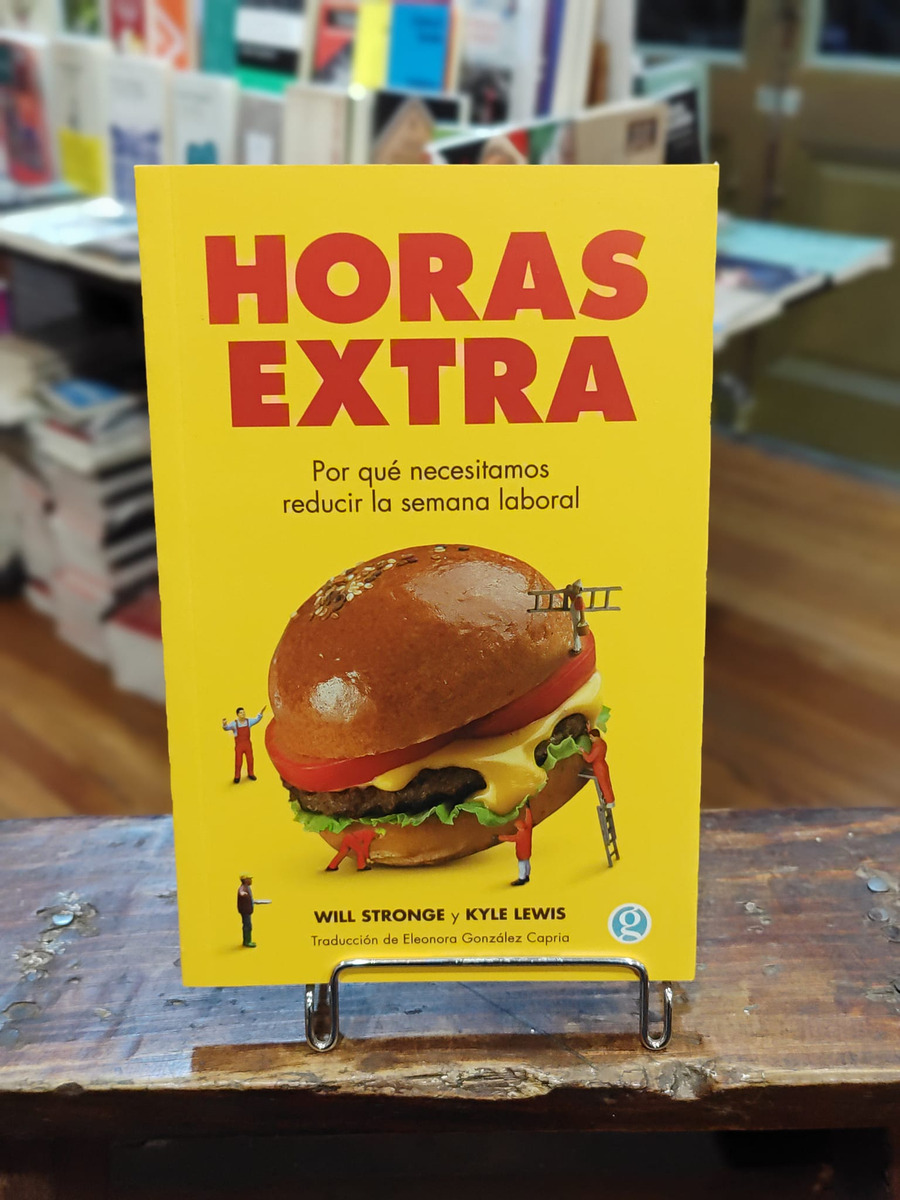 HORAS
EXTRA
Por qué necesitamos
reducir la semana laboral
WILL STRONGE y KYLE LEWIS
Traducción de Eleonora González Capria
g